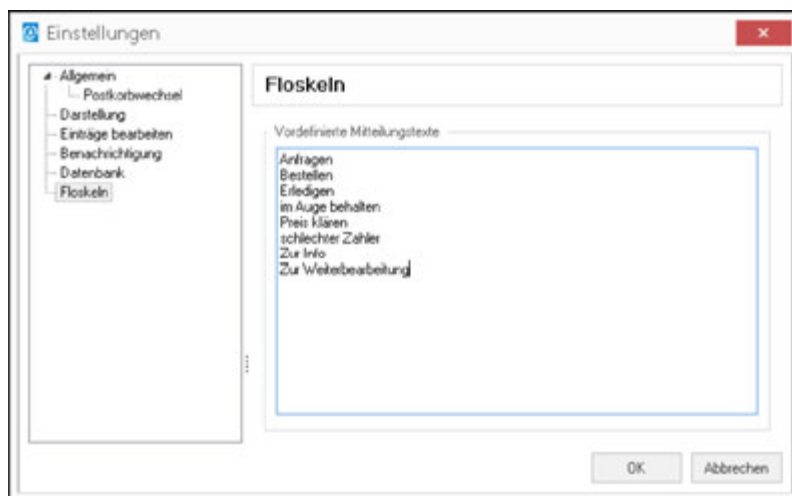 Einstellungen
Allgemein
Postkorbwechsel
Darstellung
Einträge bearbeiten
Benachrichtigung
Datenbank
Floskeln
Floskeln
Vordefinierte Mitteilungstexte
Anfragen
Bestellen
Erledigen
im Auge behalten
Preis klären
schlechter Zahler
Zur Info
Zur Weiterbearbeitung
OK
Abbrechen